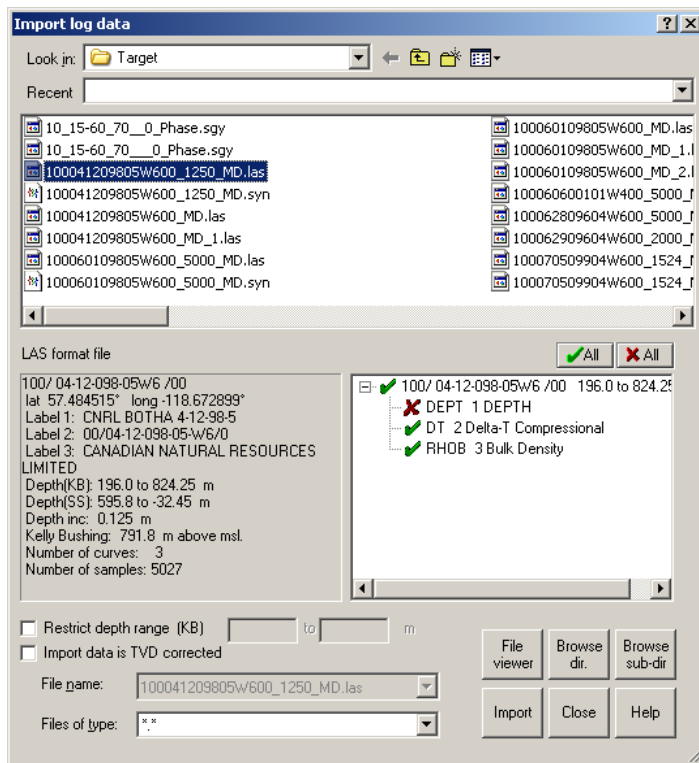 Import log data
Look in: Target
Recent
10_15-60_70__0_Phase.sgy
10_15-60_70___0_Phase.sgy
100041209805W600_1250_MD.las
100041209805W600_1250_MD.syn
100041209805W600_MD.las
100041209805W600_MD_1.las
100060109805W600_5000_MD.las
100060109805W600_5000_MD.syn
100060109805W600_MD.las
100060109805W600_MD_1.l
100060109805W600_MD_2.l
100060600101W400_5000_M
100062809604W600_5000_M
100062909604W600_2000_M
100070509904W600_1524_M
100070509904W600_1524_M
LAS format file
All
All
100/ 04-12-098-05W6 /00
lat 57.484515° long -118.672899°
Label 1: CNRL BOTHA 4-12-98-5
Label 2: 00/04-12-098-05-W6/0
Label 3: CANADIAN NATURAL RESOURCES
LIMITED
Depth(KB): 196.0 to 824.25 m
Depth(SS): 595.8 to -32.45 m
Depth inc: 0.125 m
Kelly Bushing: 791.8 m above msl.
Number of curves: 3
Number of samples: 5027
100/ 04-12-098-05W6 /00 196.0 to 824.25
DEPT 1 DEPTH
DT 2 Delta-T Compressional
RHOB 3 Bulk Density
Restrict depth range (KB) to m
Import data is TVD corrected
File name: 100041209805W600_1250_MD.las
Files of type: *.*
File viewer
Browse dir.
Browse sub-dir
Import
Close
Help